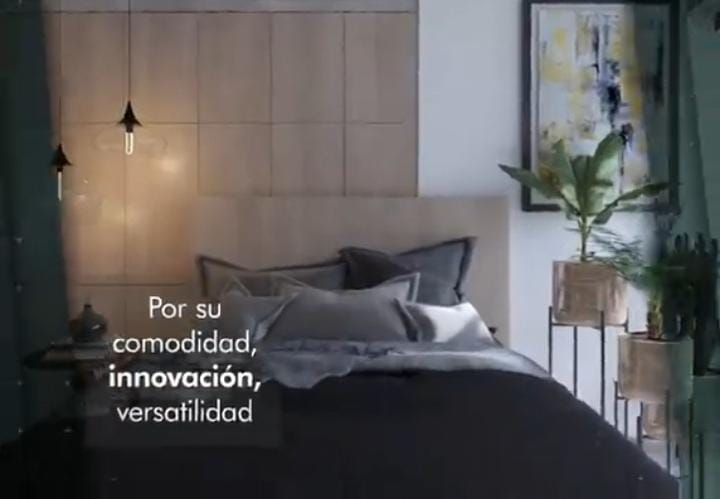 Por su
comodidad,
innovación,
versatilidad